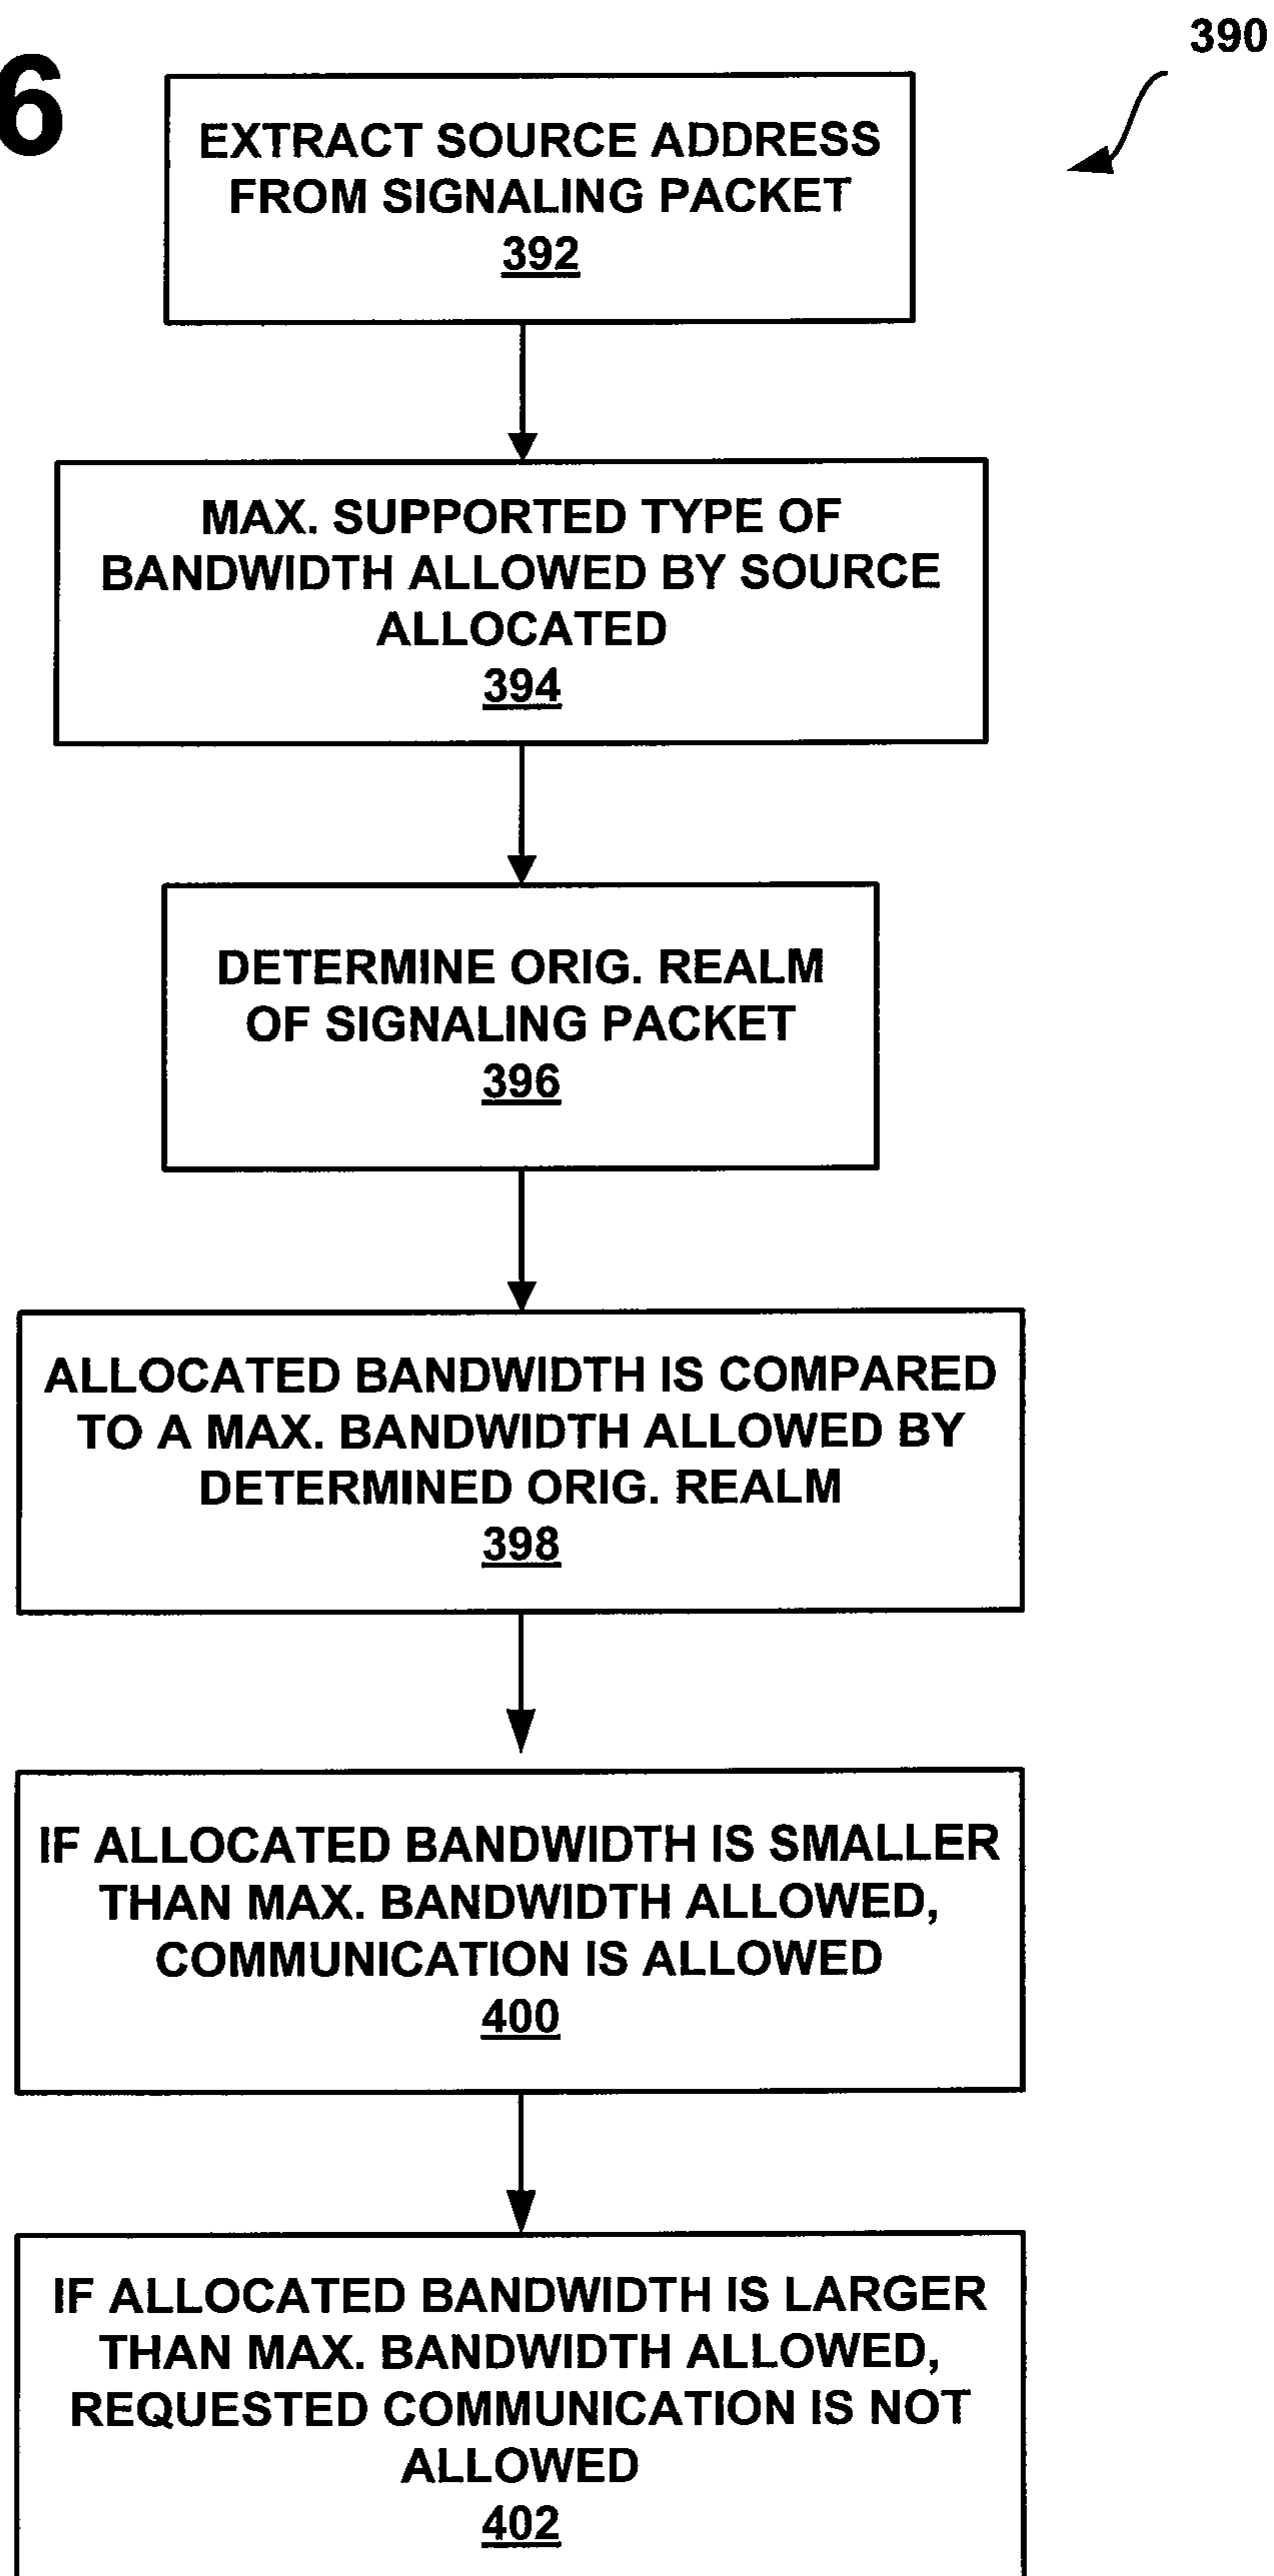 6
390
EXTRACT SOURCE ADDRESS
FROM SIGNALING PACKET
392
MAX. SUPPORTED TYPE OF
BANDWIDTH ALLOWED BY SOURCE
ALLOCATED
394
DETERMINE ORIG. REALM
OF SIGNALING PACKET
396
ALLOCATED BANDWIDTH IS COMPARED
TO A MAX. BANDWIDTH ALLOWED BY
DETERMINED ORIG. REALM
398
IF ALLOCATED BANDWIDTH IS SMALLER
THAN MAX. BANDWIDTH ALLOWED,
COMMUNICATION IS ALLOWED
400
IF ALLOCATED BANDWIDTH IS LARGER
THAN MAX. BANDWIDTH ALLOWED,
REQUESTED COMMUNICATION IS NOT
ALLOWED
402